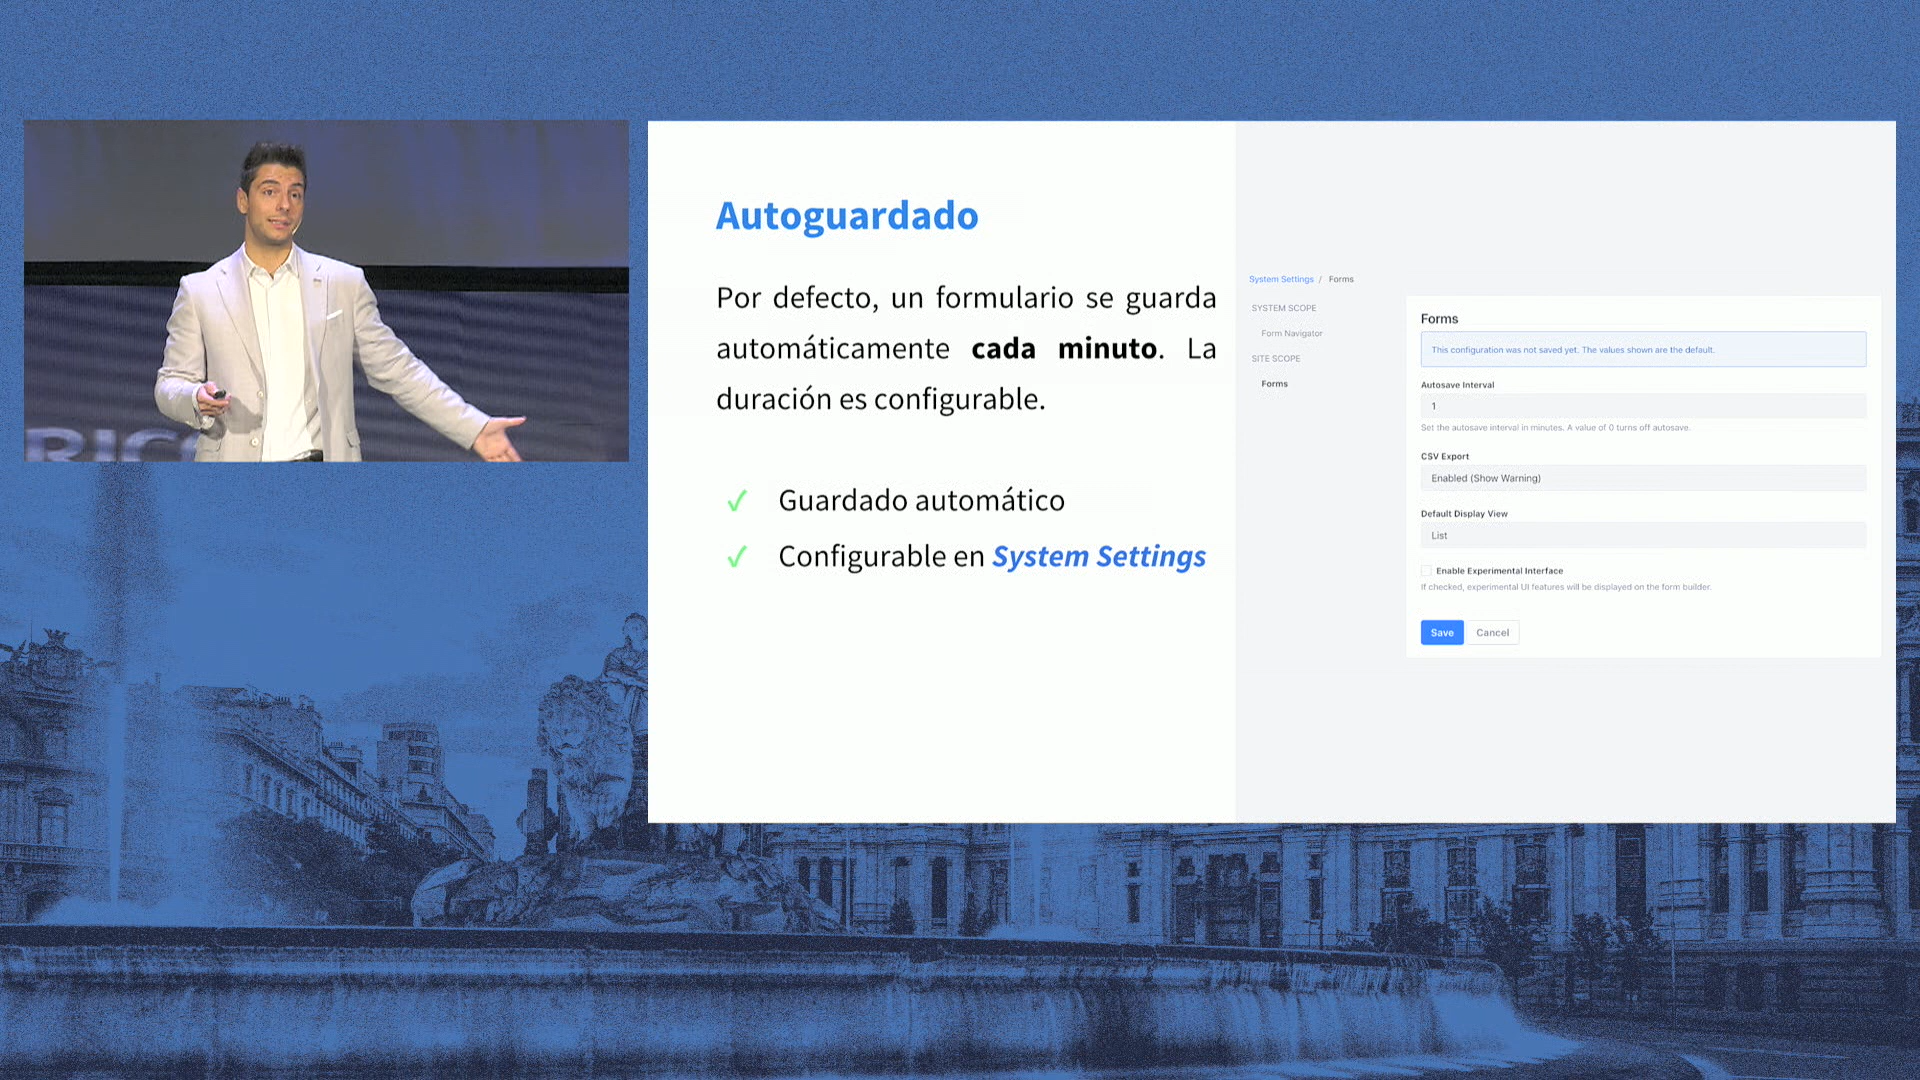 RIC
Autoguardado
Por defecto, un formulario se guarda
automáticamente cada minuto. La
duración es configurable.
✓ Guardado automático
✓ Configurable en System Settings
System Settings / Forms
SYSTEM SCOPE
Form Navigator
SITE SCOPE
Forms
Forms
This configuration was not saved yet. The values shown are the default.
Autosave Interval
1
Set the autosave interval in minutes. A value of 0 turns off autosave.
CSV Export
Enabled (Show Warning)
Default Display View
List
Enable Experimental Interface
If checked, experimental UI features will be displayed on the form builder.
Save Cancel